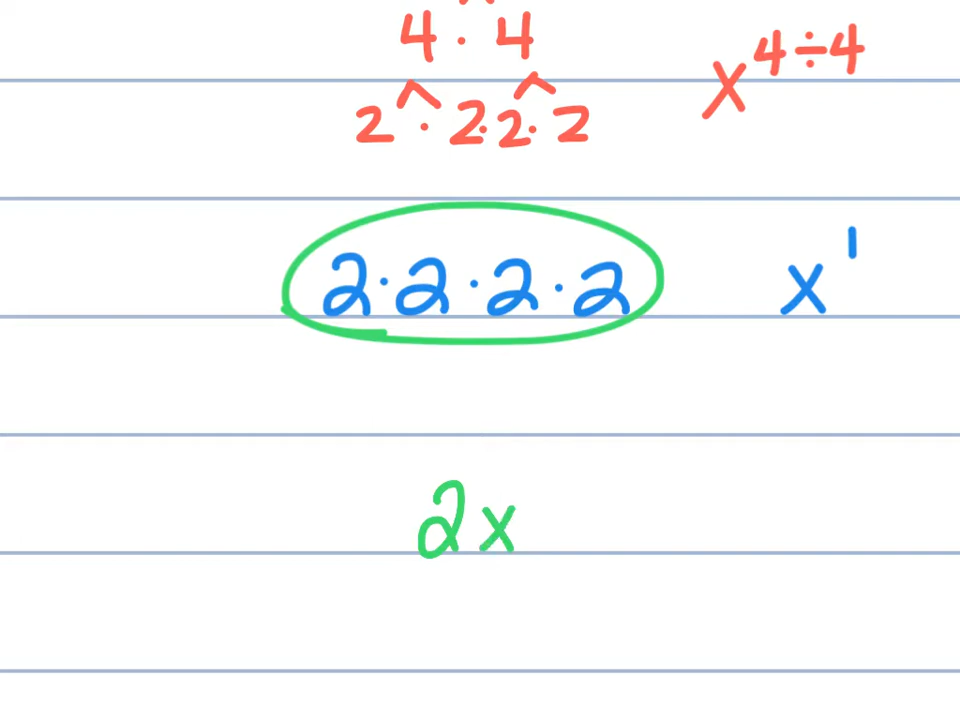 4 · 4
x^{4÷4}
2 · 2 · 2 · 2
2 · 2 · 2 · 2 x^1
2x